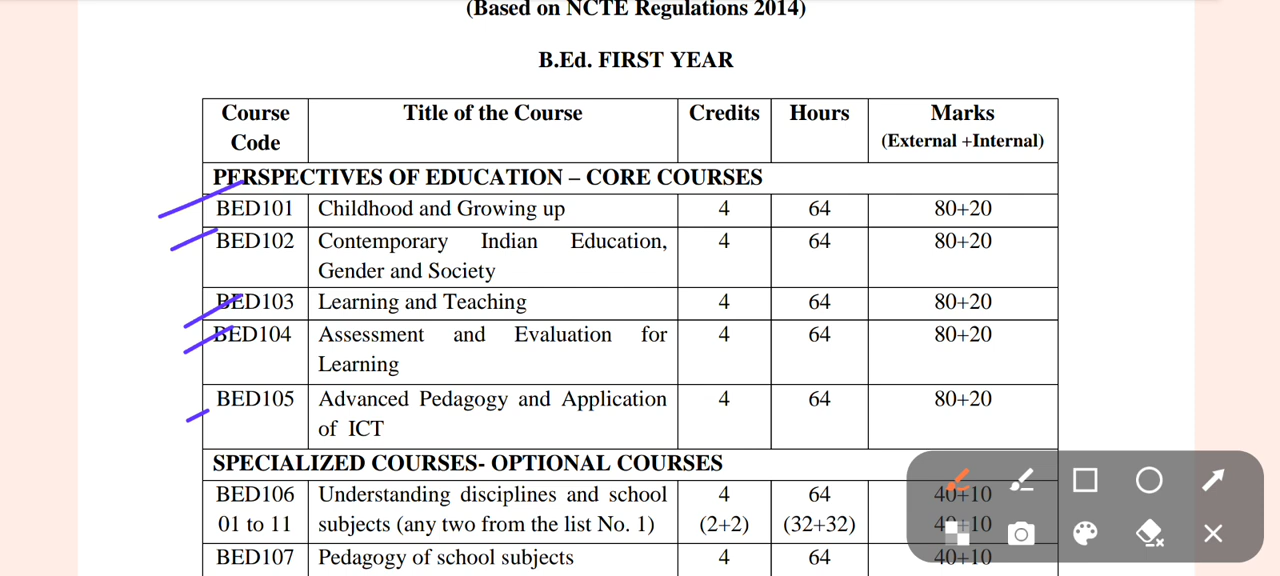 (Based on NCTE Regulations 2014)
B.Ed. FIRST YEAR
Course Code Title of the Course Credits Hours Marks (External +Internal)
PERSPECTIVES OF EDUCATION – CORE COURSES
BED101 Childhood and Growing up 4 64 80+20
BED102 Contemporary Indian Education, 4 64 80+20
Gender and Society
BED103 Learning and Teaching 4 64 80+20
BED104 Assessment and Evaluation for 4 64 80+20
Learning
BED105 Advanced Pedagogy and Application 4 64 80+20
of ICT
SPECIALIZED COURSES- OPTIONAL COURSES
BED106 Understanding disciplines and school 4 64 40+10
01 to 11 subjects (any two from the list No. 1) (2+2) (32+32) 40+10
BED107 Pedagogy of school subjects 4 64 40+10